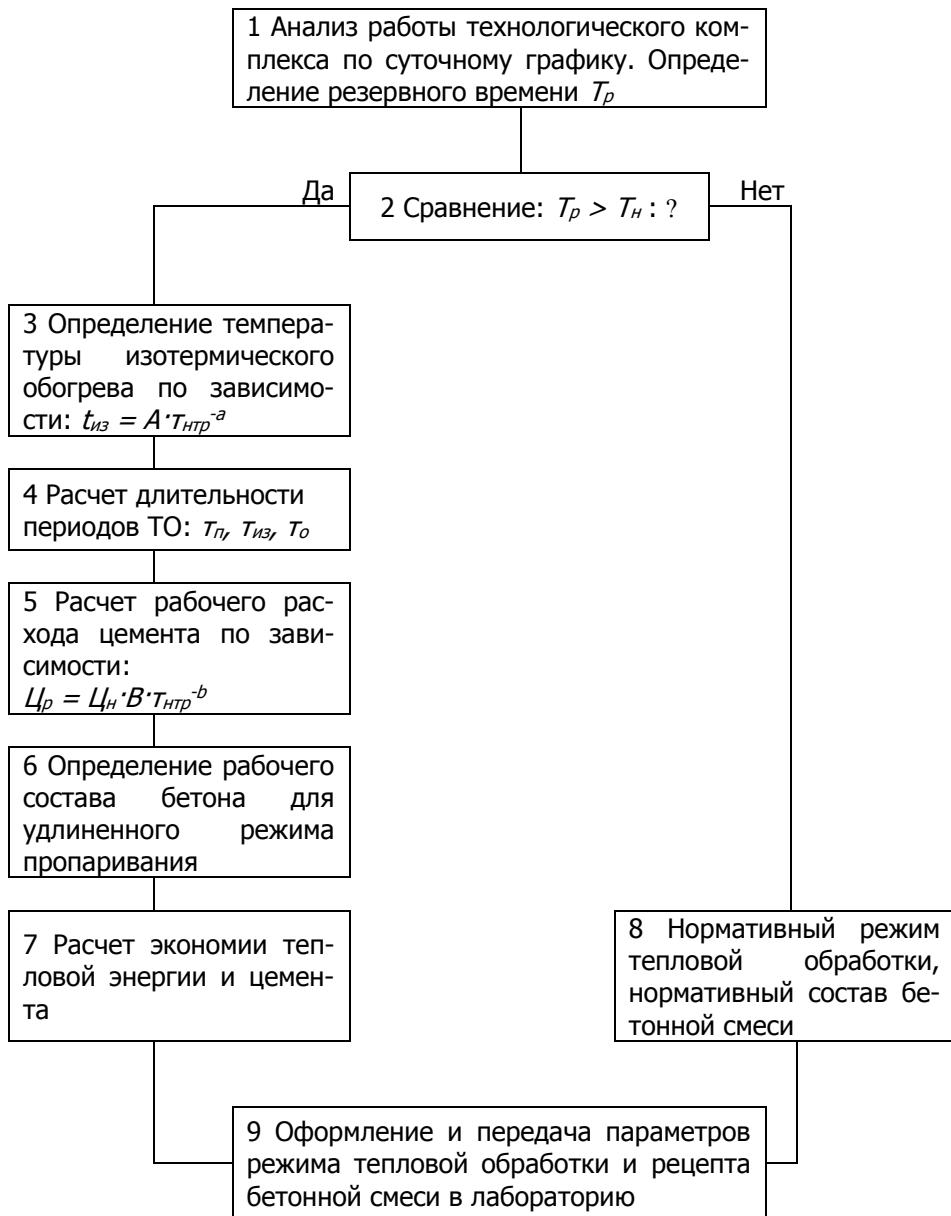 1 Анализ работы технологического ком-
плекса по суточному графику. Опреде-
ление резервного времени Tр
Да
2 Сравнение: Tр > Tн : ?
Нет
3 Определение темпера-
туры изотермического
обогрева по зависимо-
сти: tиз = A·τнтр-a
4 Расчет длительности
периодов ТО: τп, τиз, τо
5 Расчет рабочего рас-
хода цемента по зави-
симости:
Цр = Цн·B·τнтр-b
6 Определение рабочего
состава бетона для
удлиненного режима
пропаривания
7 Расчет экономии теп-
ловой энергии и цемен-
та
8 Нормативный режим
тепловой обработки,
нормативный состав бе-
тонной смеси
9 Оформление и передача параметров
режима тепловой обработки и рецепта
бетонной смеси в лабораторию